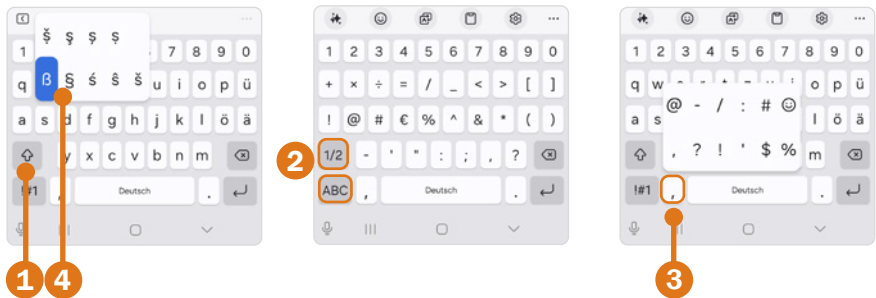 š ş ṣ ș
1 7 8 9 0
ß § ś ŝ š
q u i o p ü
a s d f g h j k l ö ä
y x c v b n m
!#1 , Deutsch .
1 4
1 2 3 4 5 6 7 8 9 0
+ × ÷ = / _ < > [ ]
! @ # € % ^ & * ( )
2 1/2 - ' " : ; , ?
ABC , Deutsch .
1 2 3 4 5 6 7 8 9 0
q w o p ü
@ - / : #
a s l ö ä
, ? ! ' $ %
m
!#1 , Deutsch .
3